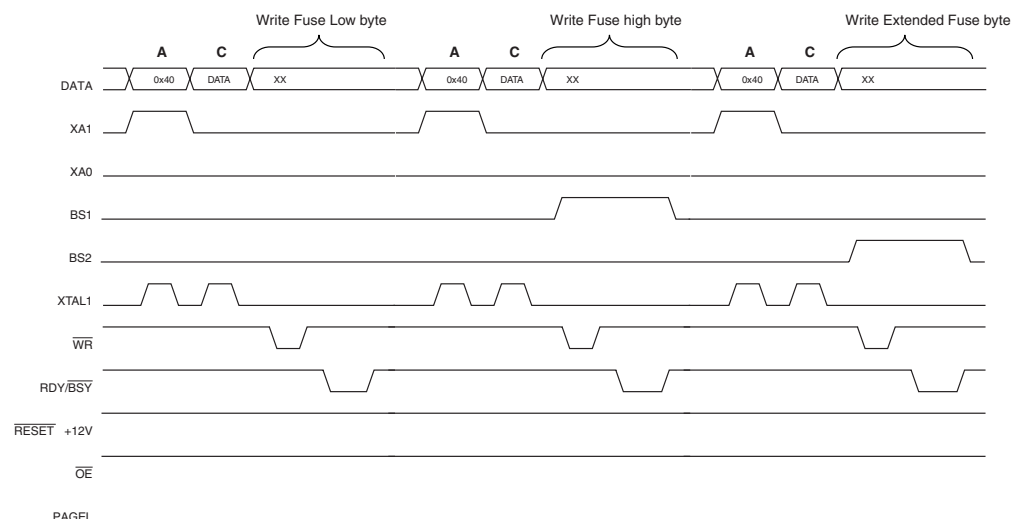 Write Fuse Low byte Write Fuse high byte Write Extended Fuse byte
A C A C A C
DATA 0x40 DATA XX 0x40 DATA XX 0x40 DATA XX
XA1
XA0
BS1
BS2
XTAL1
WR
RDY/BSY
RESET +12V
OE
PAGEL